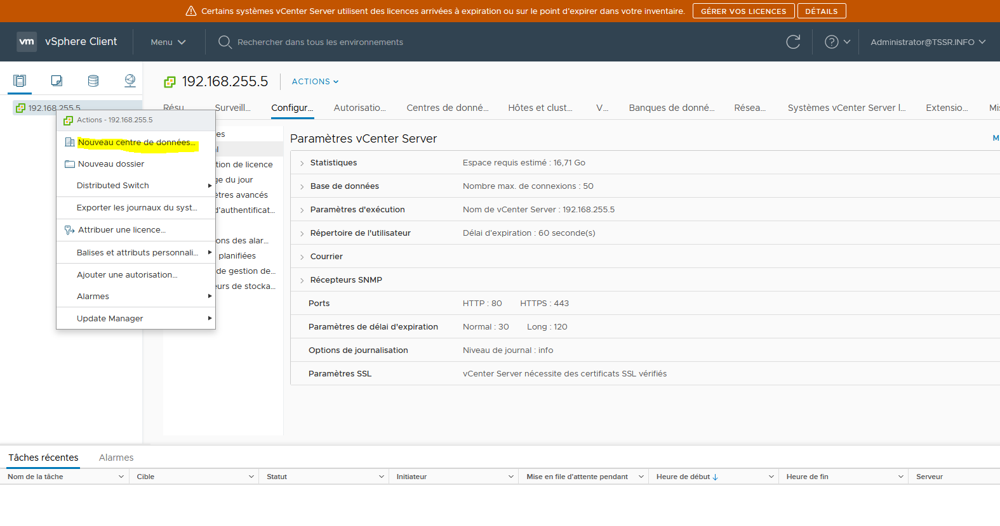 Certains systèmes vCenter Server utilisent des licences arrivées à expiration ou sur le point d'expirer dans votre inventaire. GÉRER VOS LICENCES DÉTAILS
vm vSphere Client Menu Rechercher dans tous les environnements Administrator@TSSR.INFO
192.168.255.5 ACTIONS
192.168.255.5
Résu Surveill... Configur... Autorisatio... Centres de donné... Hôtes et clust... V... Banques de donné... Résea... Systèmes vCenter Server l... Extensio... Mi
Actions - 192.168.255.5
Nouveau centre de données...
Nouveau dossier
Distributed Switch
Exporter les journaux du syst...
Attribuer une licence...
Balises et attributs personnali...
Ajouter une autorisation...
Alarmes
Update Manager
es
l
tion de licence
ge du jour
ètres avancés
d'authentificat...
ons des alar...
planifiées
de gestion de...
eurs de stocka...
Paramètres vCenter Server M
Statistiques Espace requis estimé : 16,71 Go
Base de données Nombre max. de connexions : 50
Paramètres d'exécution Nom de vCenter Server : 192.168.255.5
Répertoire de l'utilisateur Délai d'expiration : 60 seconde(s)
Courrier
Récepteurs SNMP
Ports HTTP : 80 HTTPS : 443
Paramètres de délai d'expiration Normal : 30 Long : 120
Options de journalisation Niveau de journal : info
Paramètres SSL vCenter Server nécessite des certificats SSL vérifiés
Tâches récentes Alarmes
Nom de la tâche Cible Statut Initiateur Mise en file d'attente pendant Heure de début Heure de fin Serveur